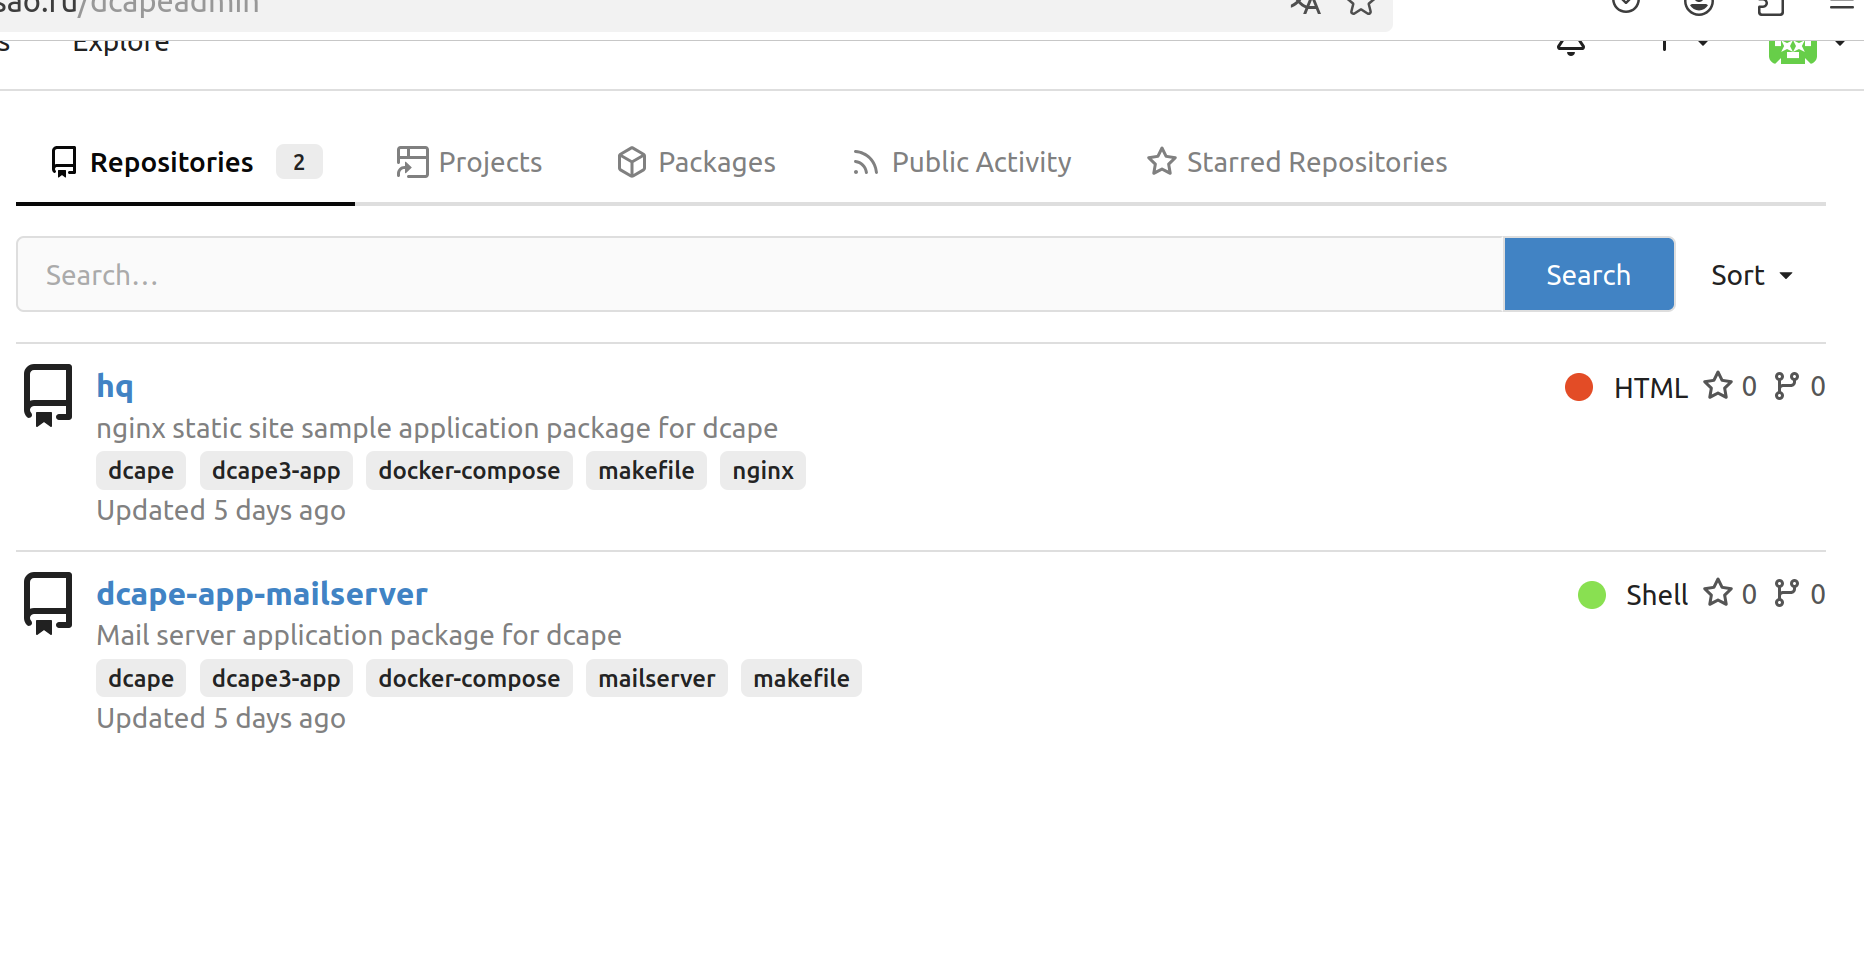 sao.ru/dcapeadmin
s Explore
Repositories 2 Projects Packages Public Activity Starred Repositories
Search… Search Sort
hq HTML 0 0
nginx static site sample application package for dcape
dcape dcape3-app docker-compose makefile nginx
Updated 5 days ago
dcape-app-mailserver Shell 0 0
Mail server application package for dcape
dcape dcape3-app docker-compose mailserver makefile
Updated 5 days ago